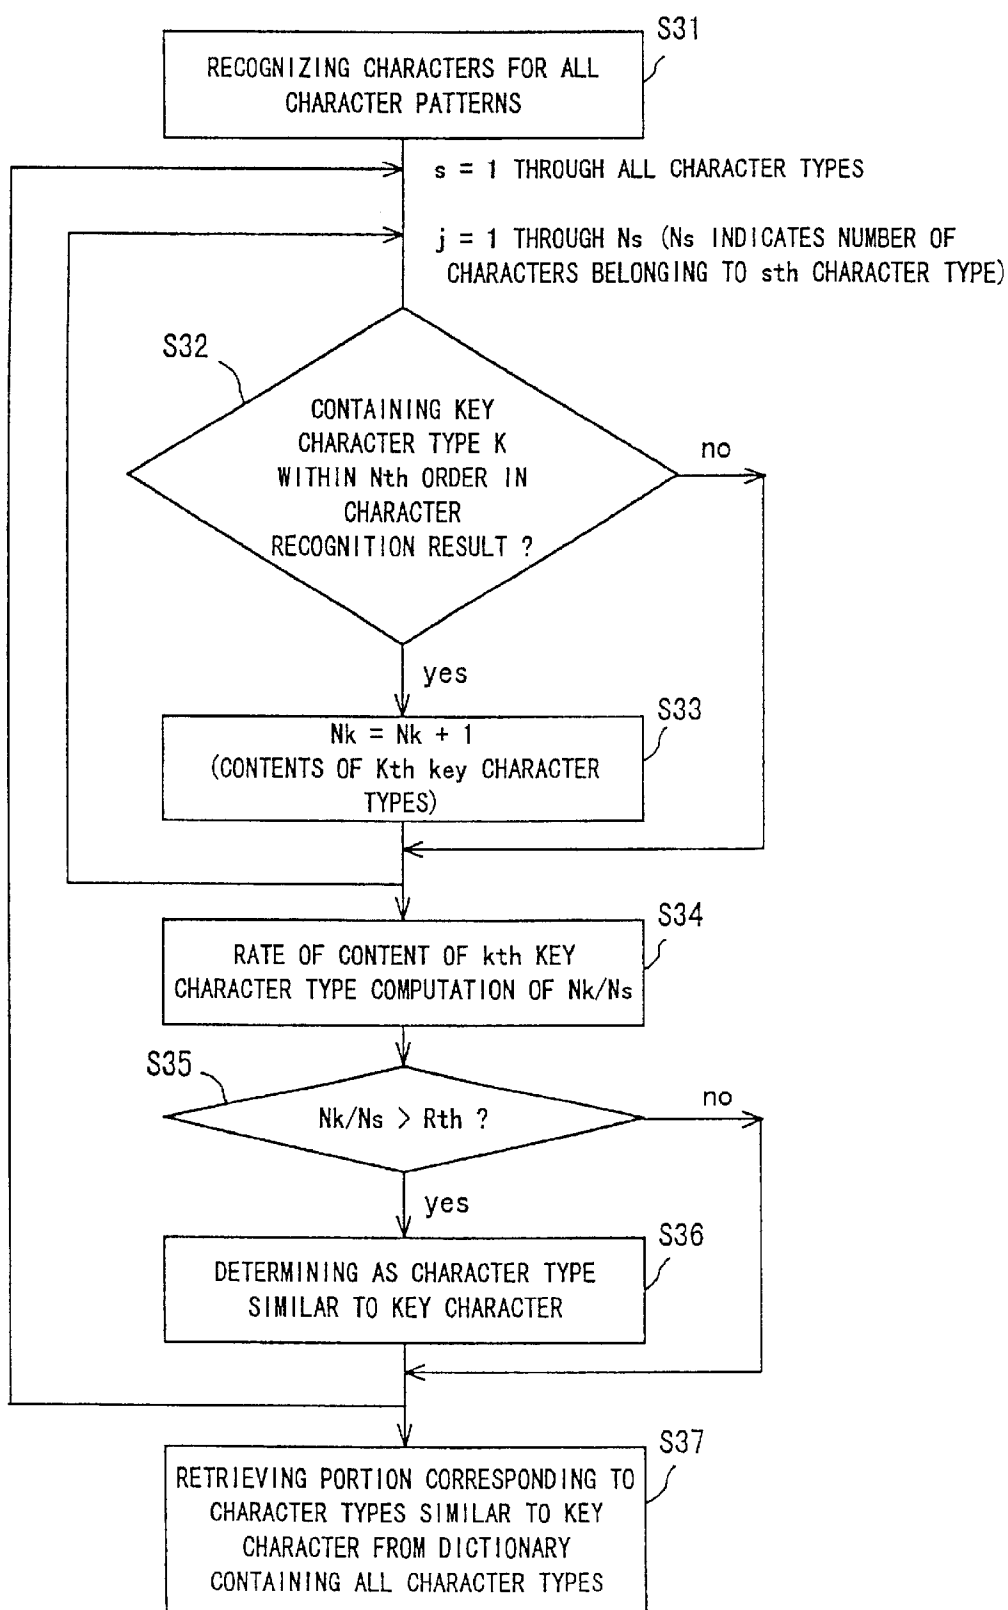 S31
RECOGNIZING CHARACTERS FOR ALL
CHARACTER PATTERNS
s = 1 THROUGH ALL CHARACTER TYPES
j = 1 THROUGH Ns (Ns INDICATES NUMBER OF
CHARACTERS BELONGING TO sth CHARACTER TYPE)
S32
CONTAINING KEY
CHARACTER TYPE K
WITHIN Nth ORDER IN
CHARACTER
RECOGNITION RESULT ?
no
yes
S33
Nk = Nk + 1
(CONTENTS OF Kth key CHARACTER
TYPES)
S34
RATE OF CONTENT OF kth KEY
CHARACTER TYPE COMPUTATION OF Nk/Ns
S35
Nk/Ns > Rth ?
no
yes
S36
DETERMINING AS CHARACTER TYPE
SIMILAR TO KEY CHARACTER
S37
RETRIEVING PORTION CORRESPONDING TO
CHARACTER TYPES SIMILAR TO KEY
CHARACTER FROM DICTIONARY
CONTAINING ALL CHARACTER TYPES